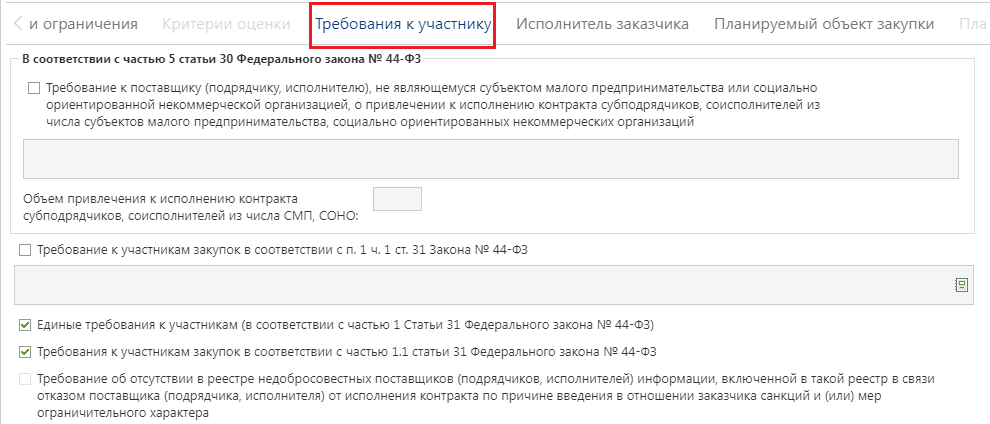 и ограничения Критерии оценки Требования к участнику Исполнитель заказчика Планируемый объект закупки Пла
В соответствии с частью 5 статьи 30 Федерального закона № 44-ФЗ
Требование к поставщику (подрядчику, исполнителю), не являющемуся субъектом малого предпринимательства или социально
ориентированной некоммерческой организацией, о привлечении к исполнению контракта субподрядчиков, соисполнителей из
числа субъектов малого предпринимательства, социально ориентированных некоммерческих организаций
Объем привлечения к исполнению контракта
субподрядчиков, соисполнителей из числа СМП, СОНО:
Требование к участникам закупок в соответствии с п. 1 ч. 1 ст. 31 Закона № 44-ФЗ
Единые требования к участникам (в соответствии с частью 1 Статьи 31 Федерального закона № 44-ФЗ)
Требования к участникам закупок в соответствии с частью 1.1 статьи 31 Федерального закона № 44-ФЗ
Требование об отсутствии в реестре недобросовестных поставщиков (подрядчиков, исполнителей) информации, включенной в такой реестр в связи
отказом поставщика (подрядчика, исполнителя) от исполнения контракта по причине введения в отношении заказчика санкций и (или) мер
ограничительного характера